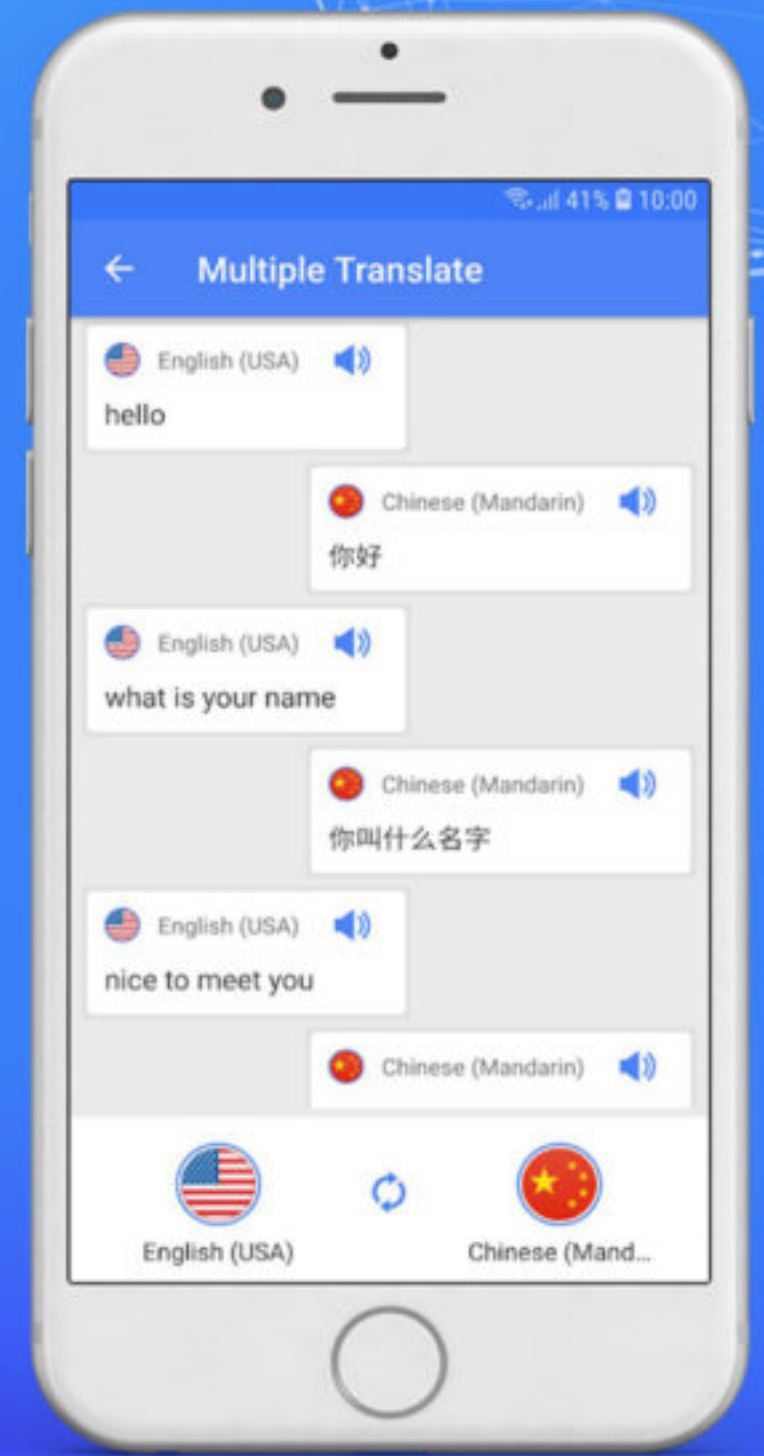 41% 10:00
Multiple Translate
English (USA)
hello
Chinese (Mandarin)
你好
English (USA)
what is your name
Chinese (Mandarin)
你叫什么名字
English (USA)
nice to meet you
Chinese (Mandarin)
English (USA) Chinese (Mand...